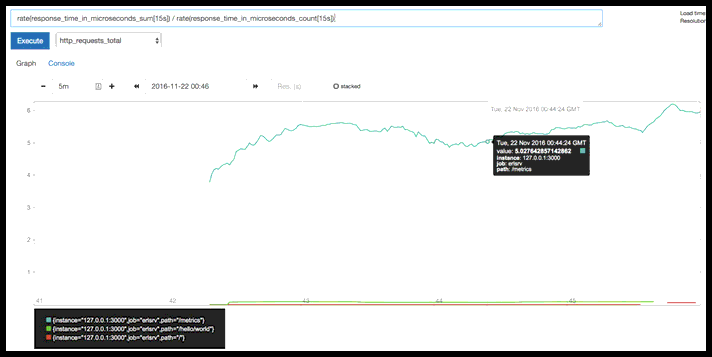 rate(response_time_in_microseconds_sum[15s]) / rate(response_time_in_microseconds_count[15s])
Load time
Resolution
Execute
http_requests_total
Graph
Console
5m
2016-11-22 00:46
Res. (s)
stacked
Tue, 22 Nov 2016 00:44:24 GMT
Tue, 22 Nov 2016 00:44:24 GMT
value: 5.027642857142862
instance: 127.0.0.1:3000
job: erlsrv
path: /metrics
6
5
4
3
2
1
41
42
43
44
45
{instance="127.0.0.1:3000",job="erlsrv",path="/metrics"}
{instance="127.0.0.1:3000",job="erlsrv",path="/hello/world"}
{instance="127.0.0.1:3000",job="erlsrv",path="/"}